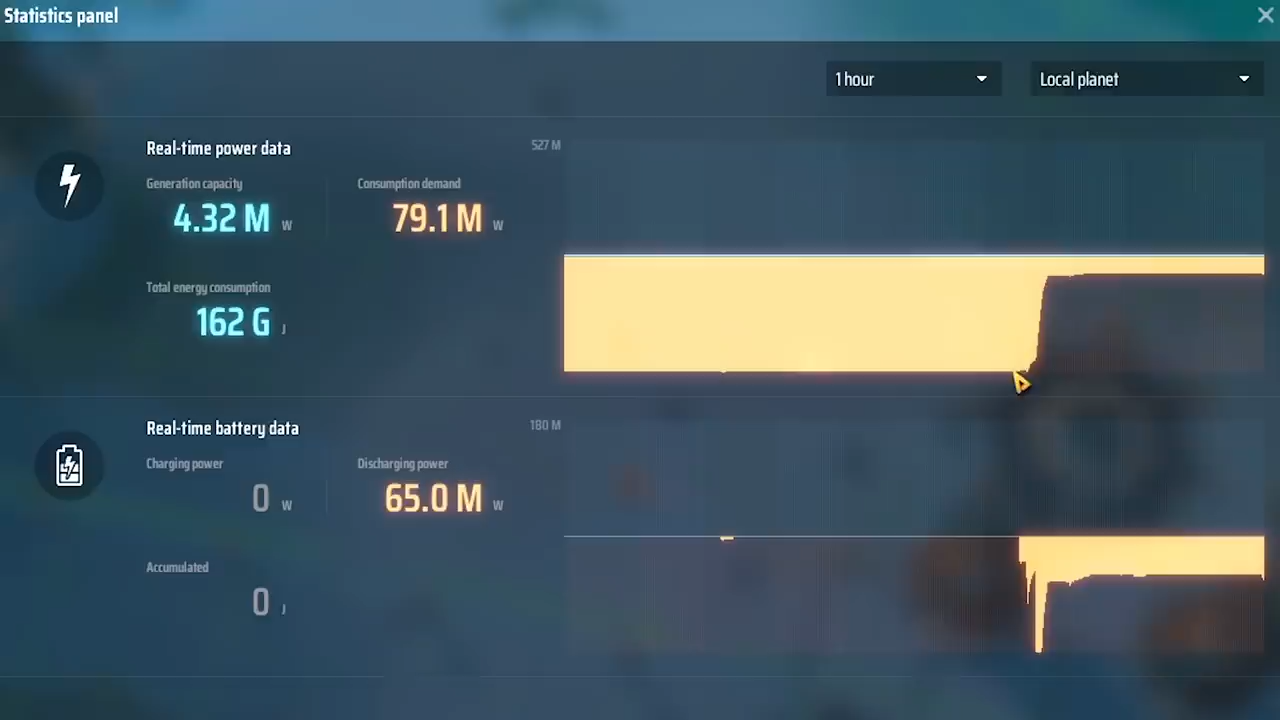 Statistics panel
1 hour
Local planet
Real-time power data
527 M
Generation capacity
Consumption demand
4.32 M W
79.1 M W
Total energy consumption
162 G J
Real-time battery data
180 M
Charging power
Discharging power
0 W
65.0 M W
Accumulated
0 J